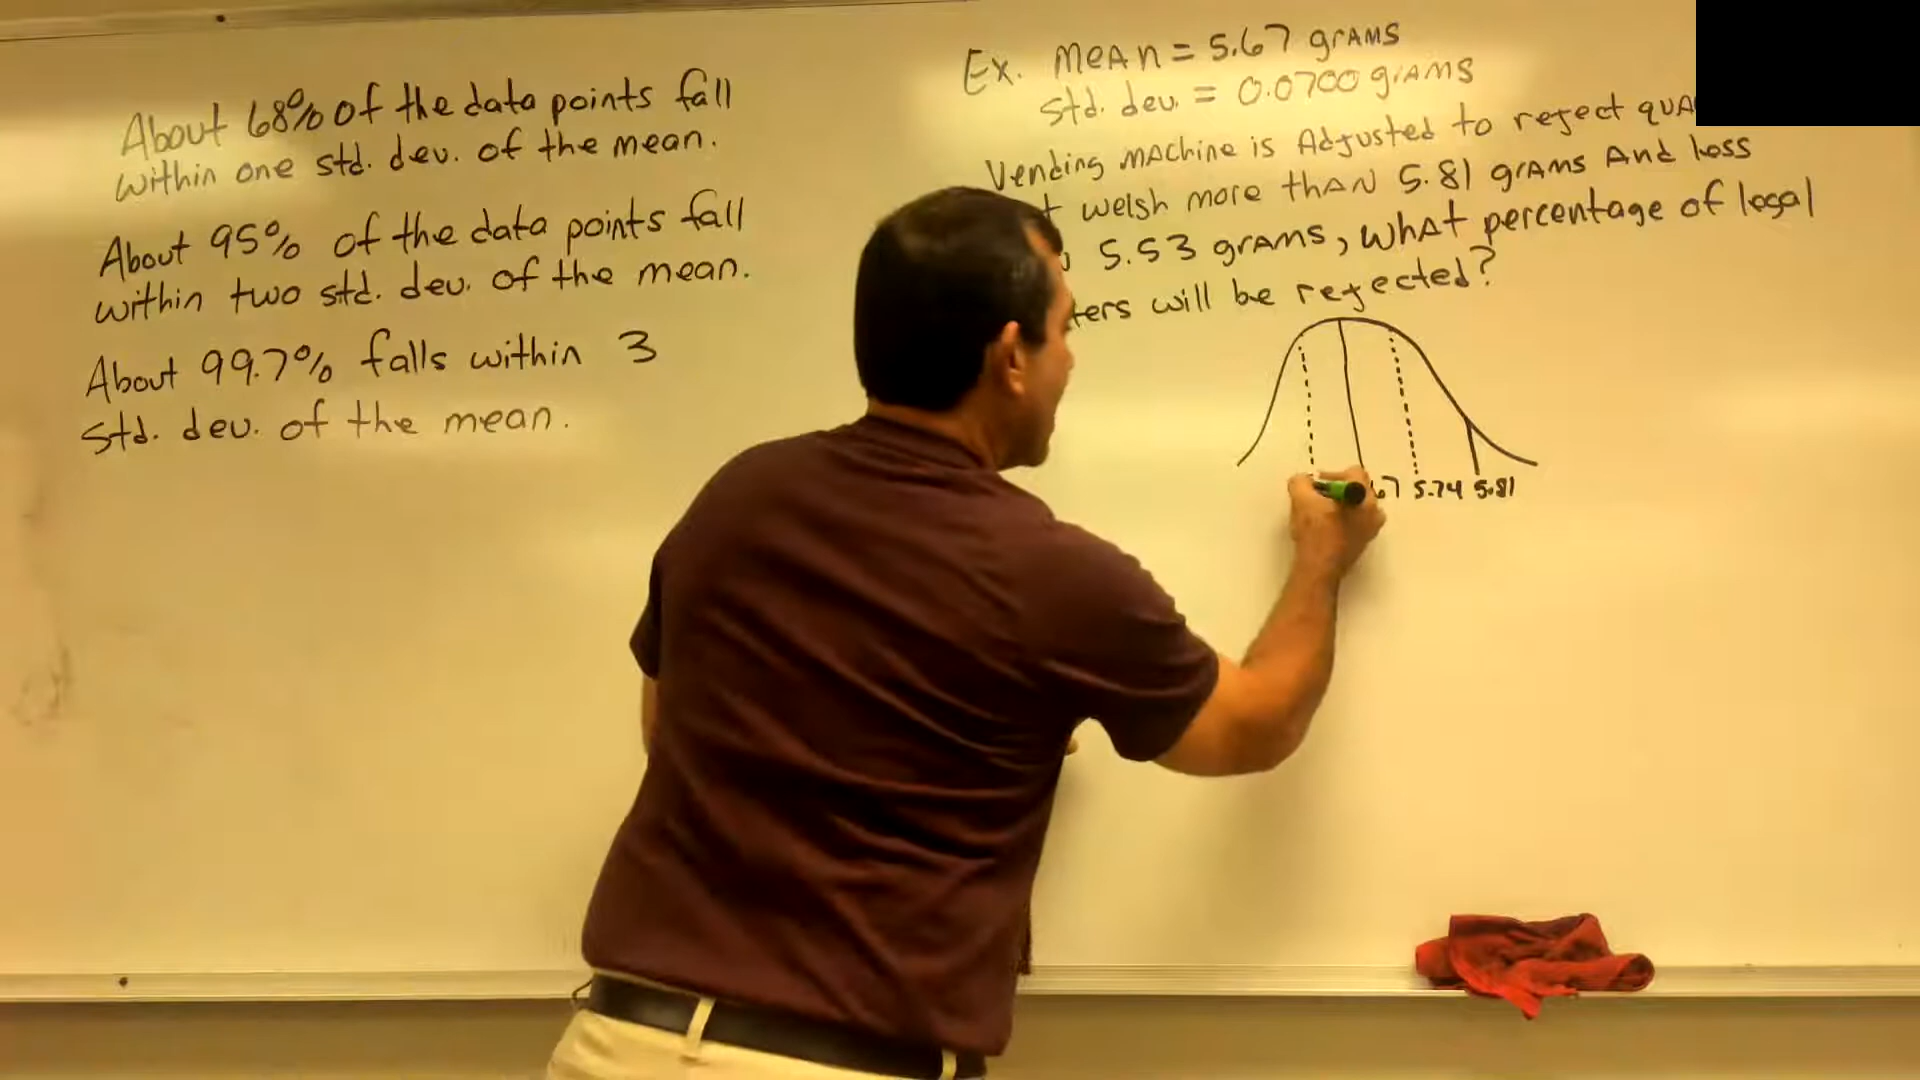 About 68% of the data points fall
within one std. dev. of the mean.
About 95% of the data points fall
within two std. dev. of the mean.
About 99.7% falls within 3
std. dev. of the mean.
Ex. mean = 5.67 grams
std. dev. = 0.0700 grams
Vending machine is Adjusted to reject
welsh more than 5.81 grams and less
5.53 grams, what percentage of legal
will be rejected?
5.74 5.81